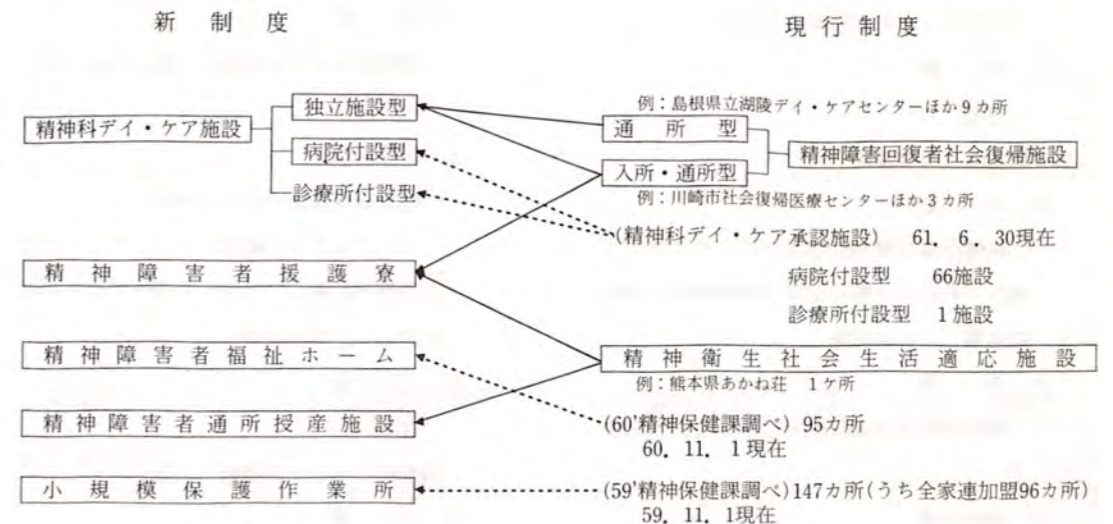 新制度
現行制度
精神科デイ・ケア施設
独立施設型
病院付設型
診療所付設型
例:島根県立湖陵デイ・ケアセンターほか9カ所
通所型
精神障害回復者社会復帰施設
入所・通所型
例:川崎市社会復帰医療センターほか3カ所
(精神科デイ・ケア承認施設) 61. 6. 30現在
病院付設型 66施設
診療所付設型 1施設
精神障害者援護寮
精神障害者福祉ホーム
精神衛生社会生活適応施設
例:熊本県あかね荘 1ケ所
精神障害者通所授産施設
(60'精神保健課調べ) 95カ所
60. 11. 1現在
小規模保護作業所
(59'精神保健課調べ)147カ所(うち全家連加盟96カ所)
59. 11. 1現在